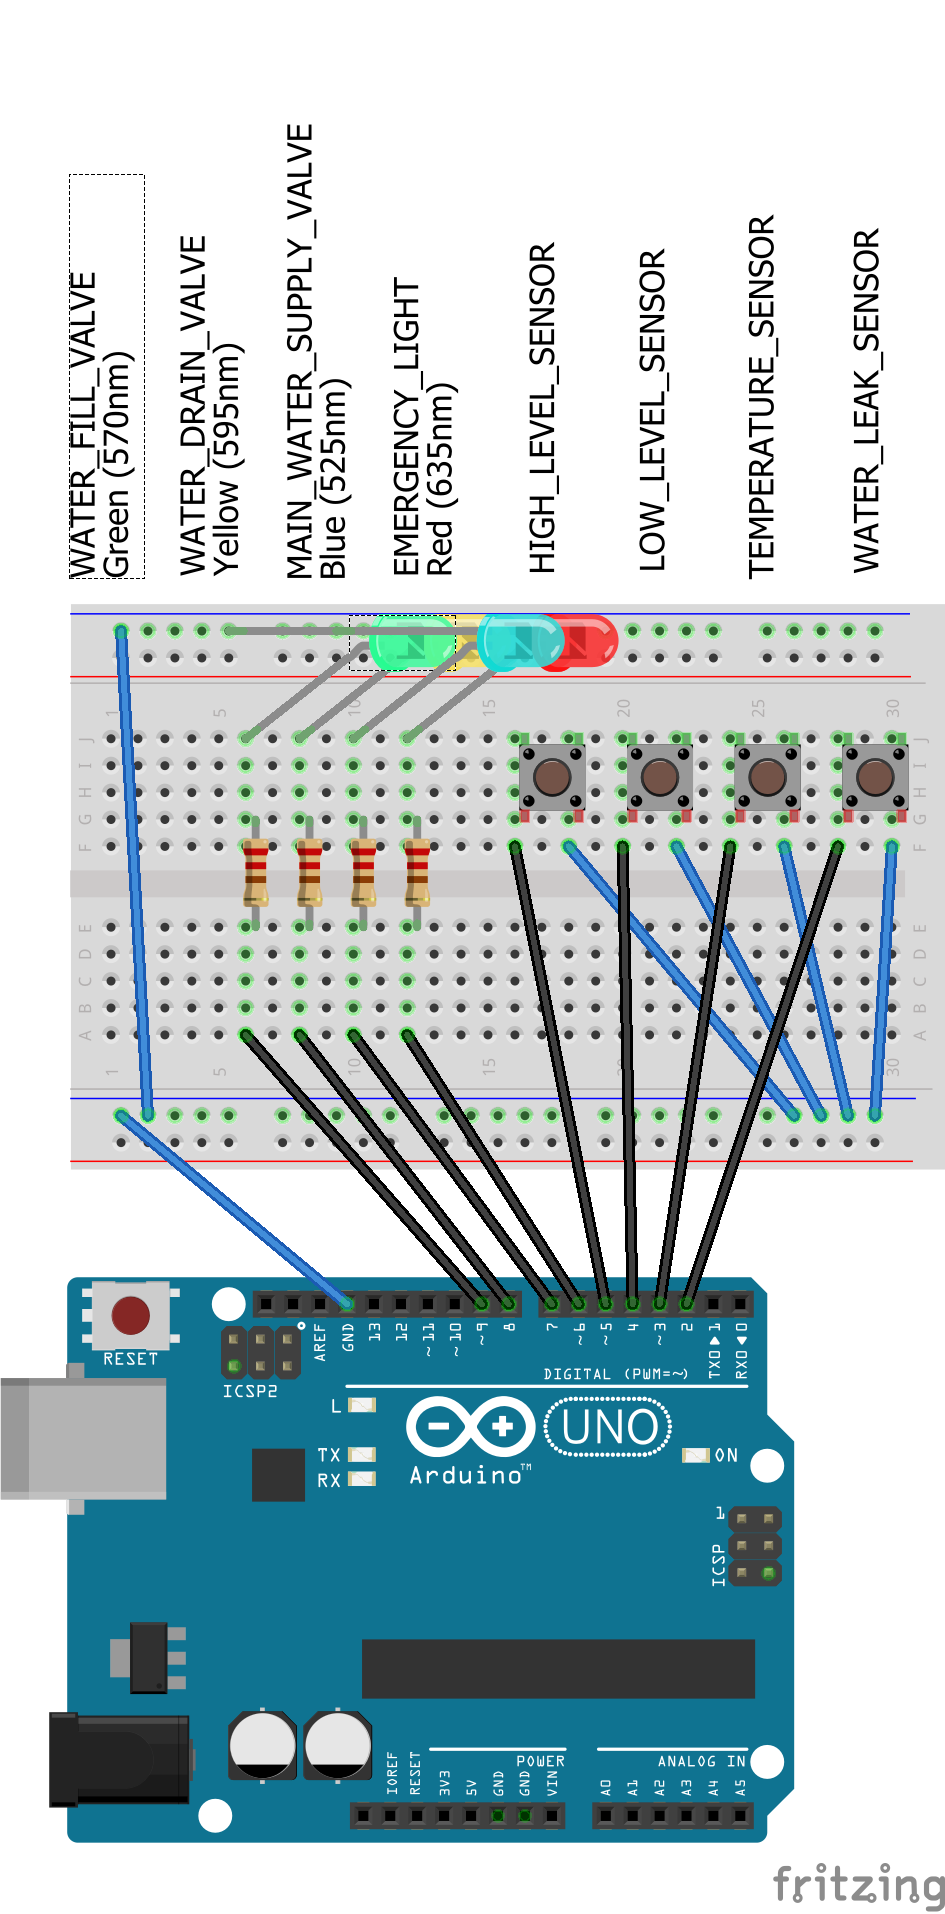 WATER_FILL_VALVE
Green (570nm)
WATER_DRAIN_VALVE
Yellow (595nm)
MAIN_WATER_SUPPLY_VALVE
Blue (525nm)
EMERGENCY_LIGHT
Red (635nm)
HIGH_LEVEL_SENSOR
LOW_LEVEL_SENSOR
TEMPERATURE_SENSOR
WATER_LEAK_SENSOR
1 5 10 15 20 25 30
J J
I I
H H
G G
F F
E E
D D
C C
B B
A A
1 5 10 15 20 30
RESET
ICSP2
AREF
GND
13
12
~11
~10
~9
8
7
~6
~5
4
~3
2
TX0▶1
RX0◀0
DIGITAL (PWM=~)
L
TX
RX
UNO
Arduino™
ON
1
ICSP
IOREF
RESET
3V3
5V
GND
GND
VIN
POWER
ANALOG IN
A0
A1
A2
A3
A4
A5
fritzing